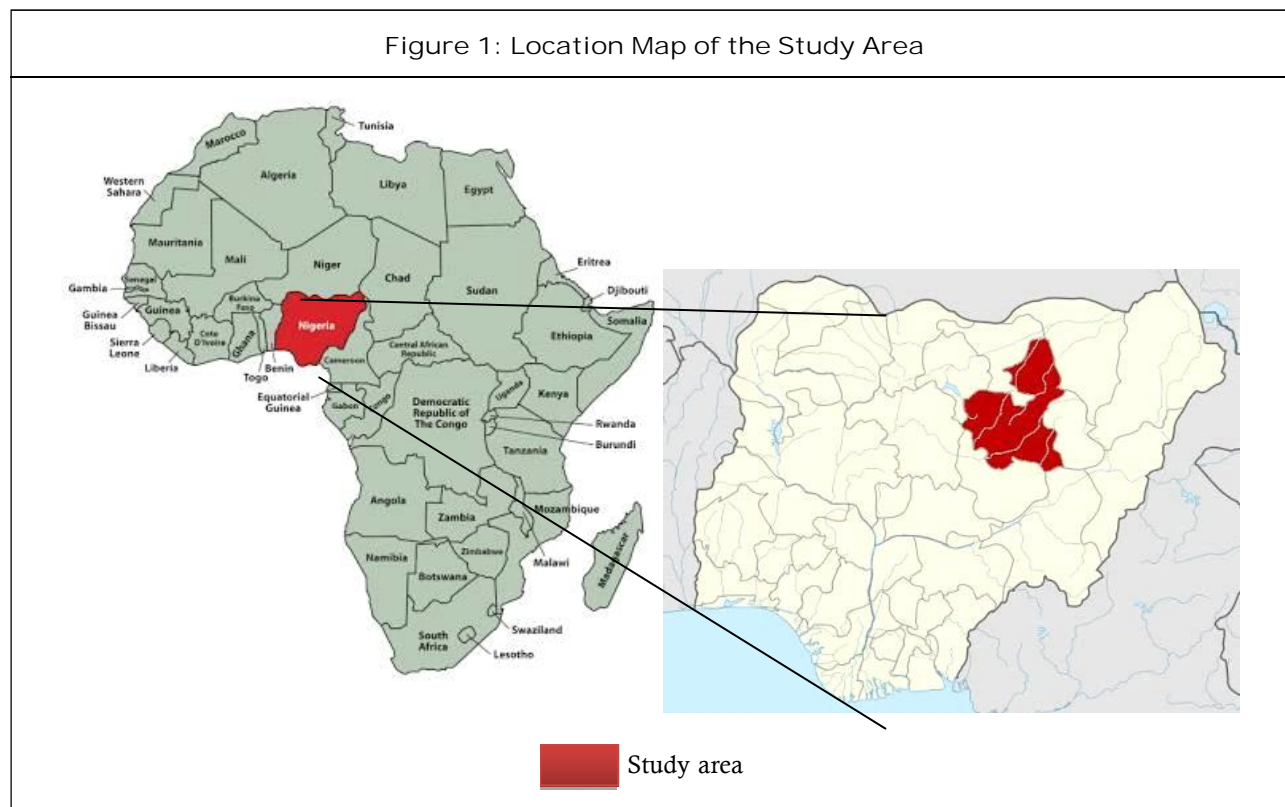 Figure 1: Location Map of the Study Area
Tunisia
Marocco
Algeria
Libya
Egypt
Western
Sahara
Mauritania
Mali
Niger
Chad
Sudan
Eritrea
Djibouti
Senegal
Gambia
Guinea
Bissau
Guinea
Burkina
Faso
Nigeria
Somalia
Ethiopia
Sierra
Leone
Cote
D'Ivoire
Ghana
Liberia
Togo
Benin
Cameroon
Central African
Republic
Equatorial
Guinea
Gabon
Congo
Democratic
Republic of
The Congo
Uganda
Kenya
Rwanda
Burundi
Tanzania
Angola
Zambia
Mozambique
Malawi
Zimbabwe
Namibia
Botswana
Madagascar
Swaziland
South
Africa
Lesotho
Study area